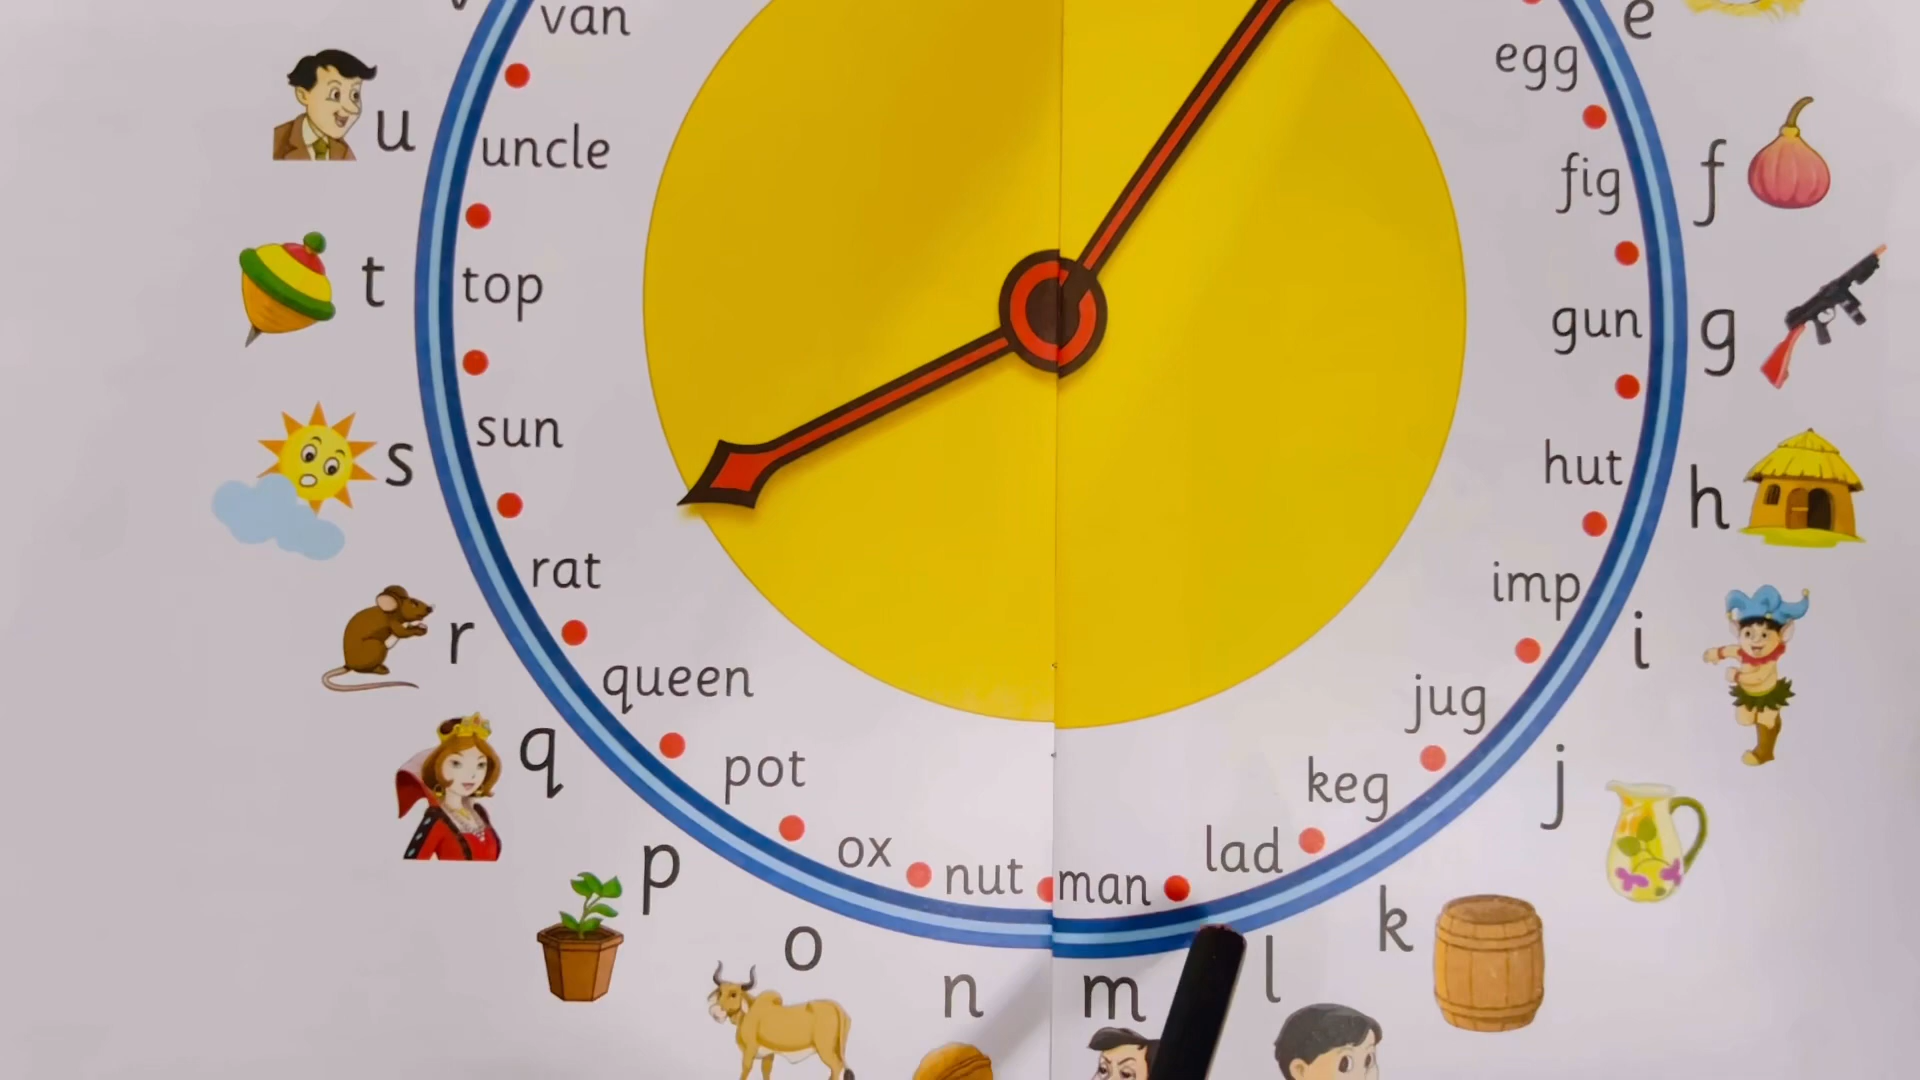 van
e
egg
u
uncle
fig
f
t
top
gun
g
s
sun
hut
h
r
rat
imp
i
q
queen
jug
j
p
pot
keg
k
o
ox
nut
n
man
m
lad
l